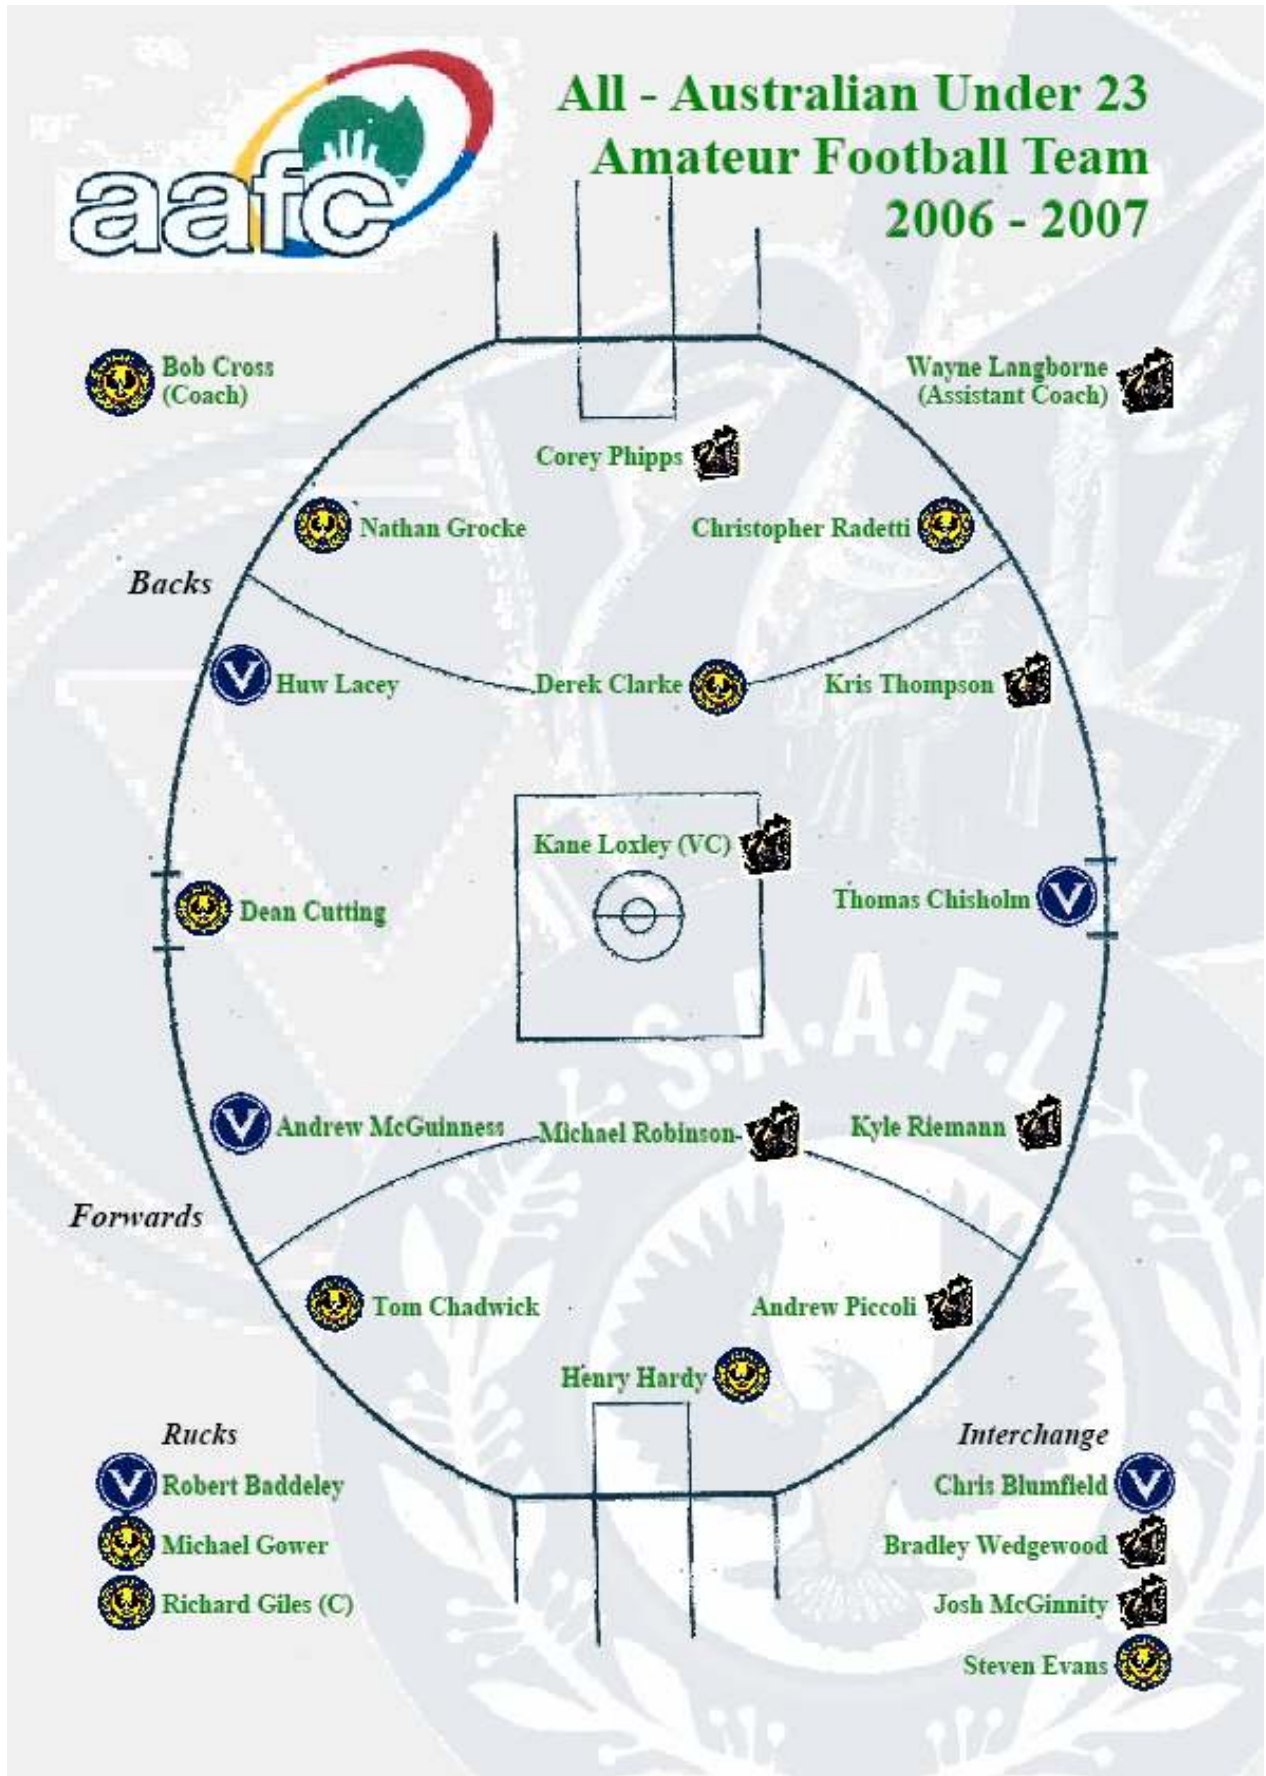 aafc
All - Australian Under 23
Amateur Football Team
2006 - 2007
Bob Cross
(Coach)
Wayne Langborne
(Assistant Coach)
Corey Phipps
Nathan Grocke
Christopher Radetti
Backs
V
Huw Lacey
Derek Clarke
Kris Thompson
Kane Loxley (VC)
Dean Cutting
Thomas Chisholm
V
S.A.A.F.L
V
Andrew McGuinness
Michael Robinson
Kyle Riemann
Forwards
Tom Chadwick
Andrew Piccoli
Henry Hardy
Rucks
V
Robert Baddeley
Michael Gower
Richard Giles (C)
Interchange
Chris Blumfield
V
Bradley Wedgewood
Josh McGinnity
Steven Evans